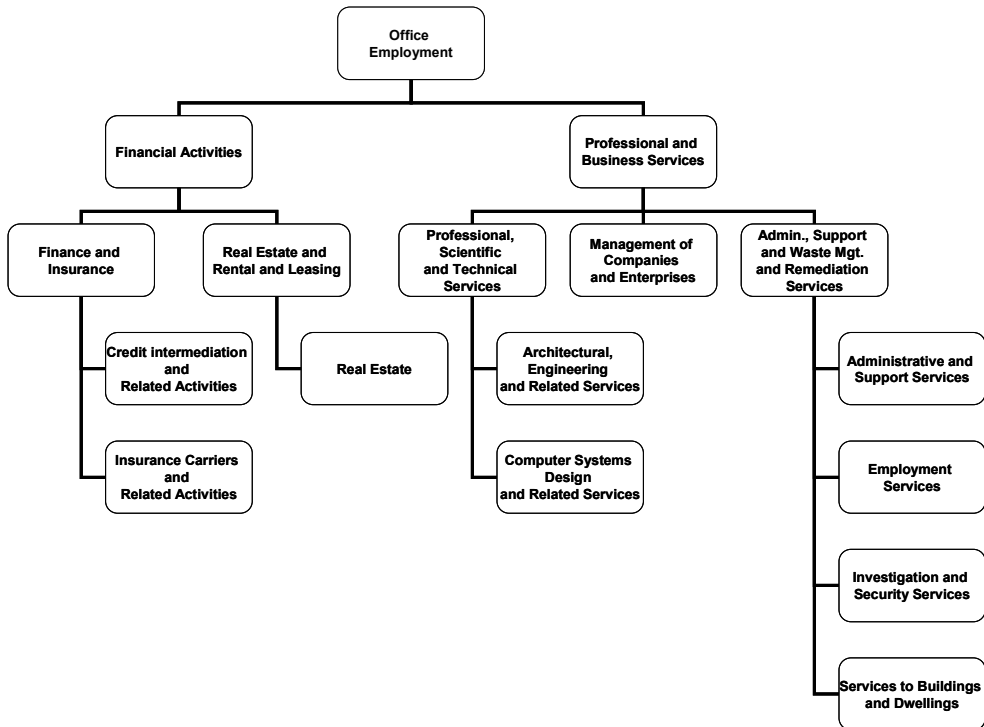 Office
Employment
Financial Activities
Professional and
Business Services
Finance and
Insurance
Real Estate and
Rental and Leasing
Professional,
Scientific
and Technical
Services
Management of
Companies
and Enterprises
Admin., Support
and Waste Mgt.
and Remediation
Services
Credit intermediation
and
Related Activities
Real Estate
Architectural,
Engineering
and Related Services
Administrative and
Support Services
Insurance Carriers
and
Related Activities
Computer Systems
Design
and Related Services
Employment
Services
Investigation and
Security Services
Services to Buildings
and Dwellings